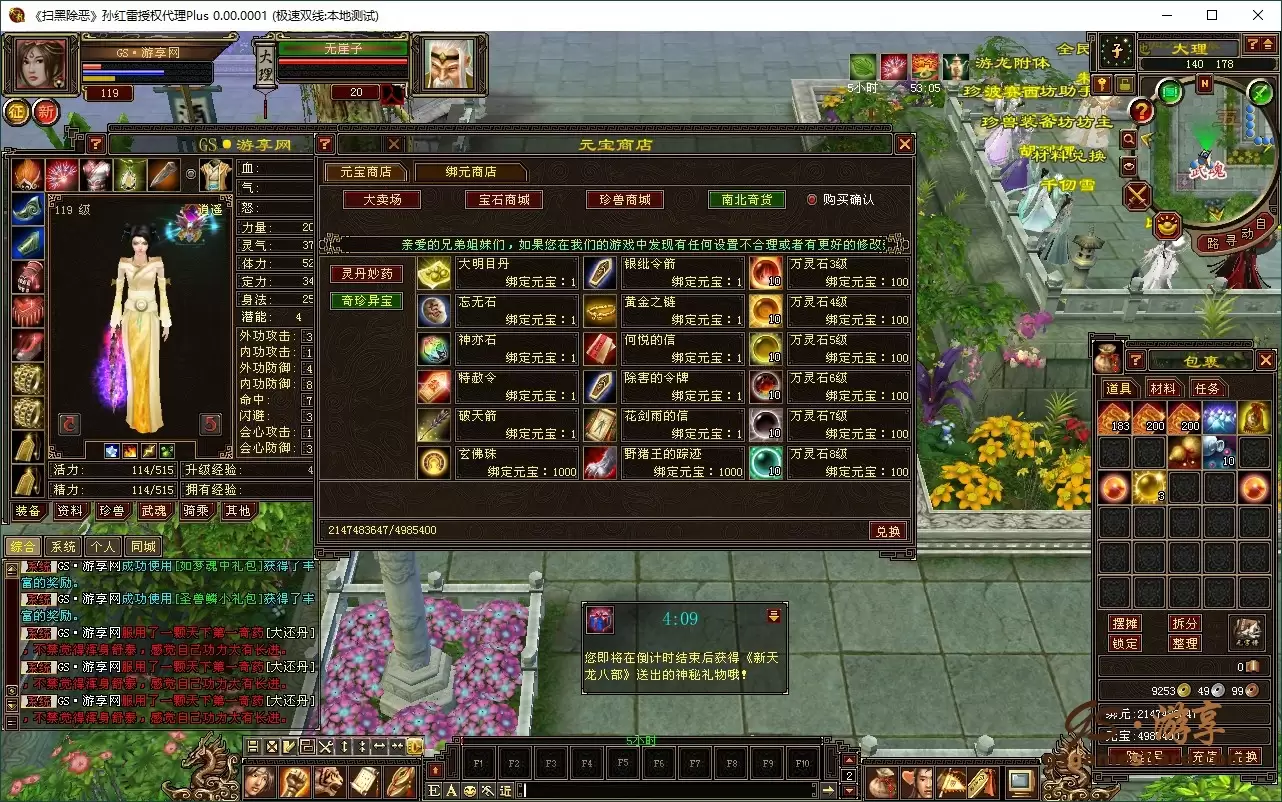 《扫黑除恶》孙红雷授权代理Plus 0.00.0001 (极速双线:本地测试)
GS·游享网
119
征
新
大理
无崖子
20
5小时
53:05
全民
游龙附体
珍波赛西坊助手
珍兽装备坊坊主
材料兑换
千仞雪
大理
140 178
N
武魂
自动寻路
GS●游享网
119 级
逍遥
血:
气:
怒:
力量:
灵气:
体力:
定力:
身法:
潜能: 4
外功攻击:
内功攻击:
外功防御:
内功防御:
命中:
闪避:
会心攻击:
会心防御:
活力: 114/515
升级经验:
精力: 114/515
拥有经验:
装备
资料
珍兽
武魂
骑乘
其他
元宝商店
元宝商店
绑元商店
大卖场
宝石商城
珍兽商城
南北奇货
购买确认
亲爱的兄弟姐妹们,如果您在我们的游戏中发现有任何设置不合理或者有更好的修改
灵丹妙药
奇珍异宝
大明目丹
绑定元宝:1
银纰令箭
绑定元宝:1
10
万灵石3级
绑定元宝:100
忘无石
绑定元宝:1
黄金之链
绑定元宝:1
10
万灵石4级
绑定元宝:100
神亦石
绑定元宝:1
何悦的信
绑定元宝:1
10
万灵石5级
绑定元宝:100
特赦令
绑定元宝:1
除害的令牌
绑定元宝:1
10
万灵石6级
绑定元宝:100
破天箭
绑定元宝:1
花剑雨的信
绑定元宝:1
10
万灵石7级
绑定元宝:100
玄佛珠
绑定元宝:1000
野猪王的踪迹
绑定元宝:1000
10
万灵石8级
绑定元宝:100
2147483647/4985400
兑换
包裹
道具
材料
任务
183
200
200
10
3
摆摊
拆分
锁定
整理
0
9253 49 99
充值
兑换
综合
系统
个人
同城
GS·游享网成功使用[如梦魂中礼包]获得了丰
富的奖励。
GS·游享网成功使用[圣兽鳞小礼包]获得了丰
富的奖励。
GS·游享网服用了一颗天下第一奇药[大还丹]
,不禁觉得浑身舒泰,感觉自己功力大有长进。
GS·游享网服用了一颗天下第一奇药[大还丹]
,不禁觉得浑身舒泰,感觉自己功力大有长进。
GS·游享网服用了一颗天下第一奇药[大还丹]
,不禁觉得浑身舒泰,感觉自己功力大有长进。
4:09
您即将在倒计时结束后获得《新天
龙八部》送出的神秘礼物哦!
5小时
F1
F2
F3
F4
F5
F6
F7
F8
F9
F10
2
游享